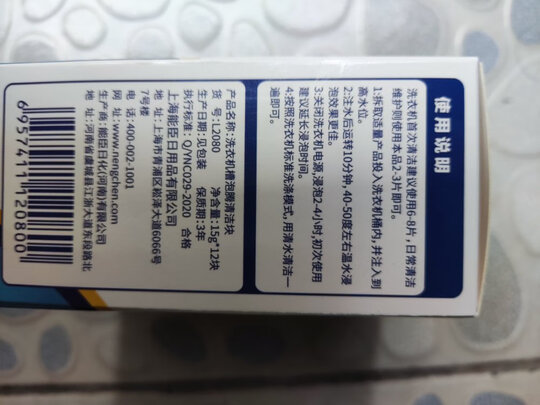 使用说明
洗衣机首次清洁建议使用6-8片，日常清洁
维护则使用本品2-3片即可。
1:拆取适量产品投入洗衣机桶内，并注入到
高水位。
2:注水后运转10分钟，40-50度左右温水浸
泡效果更佳。
3:关闭洗衣机电源，浸泡2-4小时，初次使用
建议延长浸泡时间。
4:按照洗衣机标准洗涤模式，用清水清洁一
遍即可。
产品名称:洗衣机槽泡腾清洁块
货号:L2080 净含量:15g*12块
生产日期:见包装 保质期:3年
执行标准:Q/YNC029-2020 合格
上海能臣日用品有限公司
地址:上海市青浦区崧泽大道6066号
7号楼
电话:400-002-1001
网址:www.nengchen.com
生产商:能臣日化(河南)有限公司
地址:河南省虞城县江浙大道东段路北
6957411120800